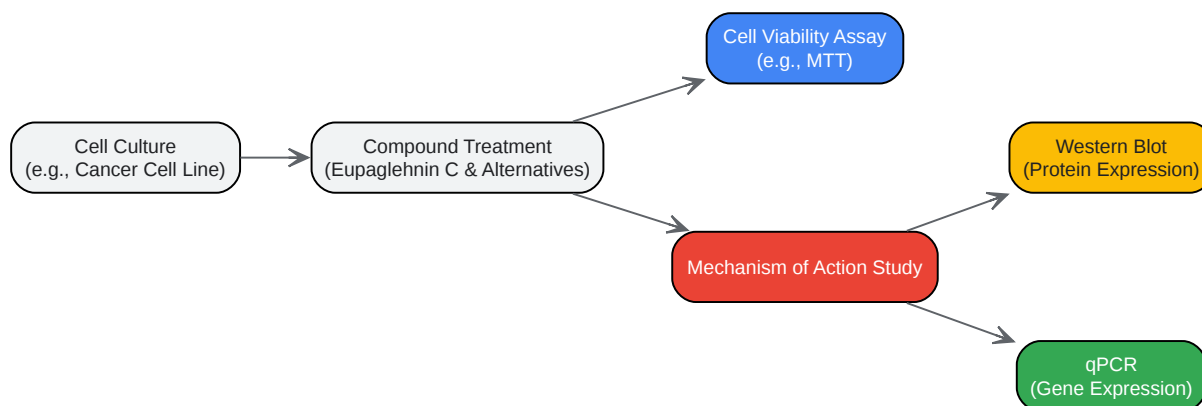 Cell Viability Assay
(e.g., MTT)
Cell Culture
(e.g., Cancer Cell Line)
Compound Treatment
(Eupaglehnin C & Alternatives)
Western Blot
(Protein Expression)
Mechanism of Action Study
qPCR
(Gene Expression)